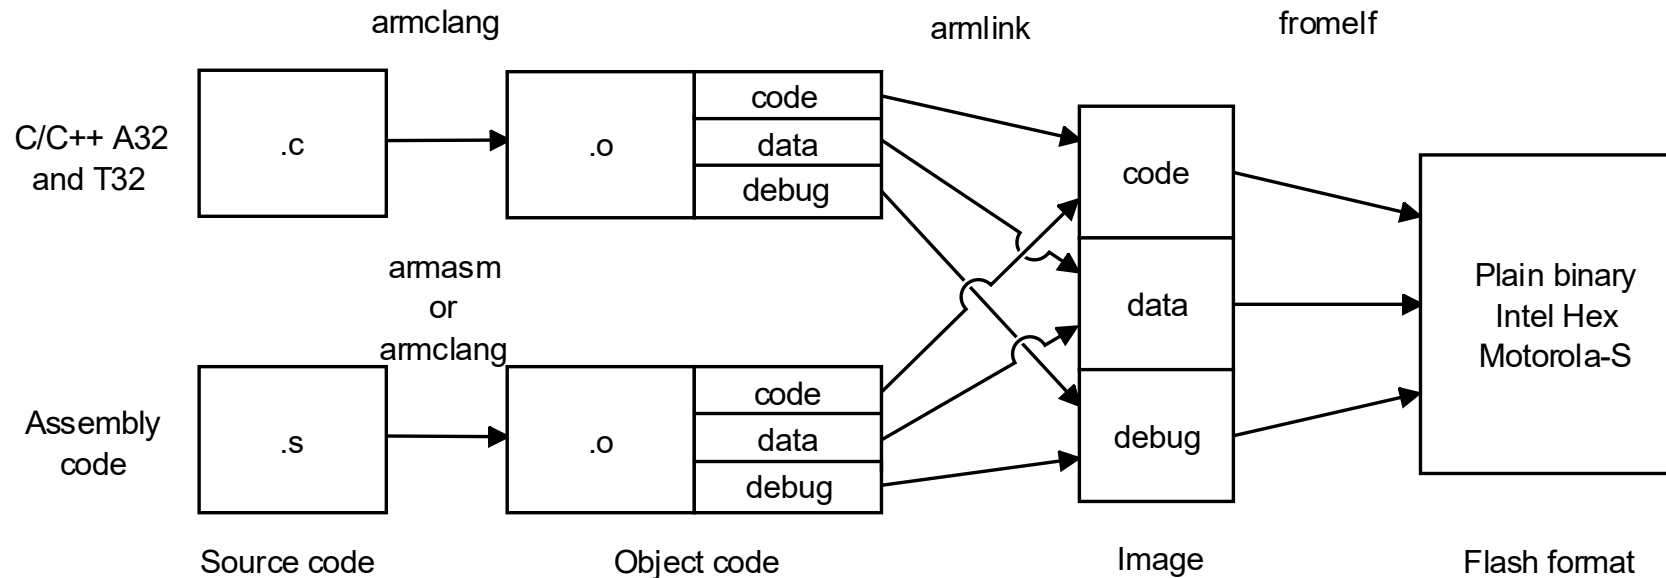 armclang
armlink
fromelf
C/C++ A32
and T32
.c
.o
code
data
debug
armasm
or
armclang
Assembly
code
.s
.o
code
data
debug
code
data
debug
Plain binary
Intel Hex
Motorola-S
Source code
Object code
Image
Flash format